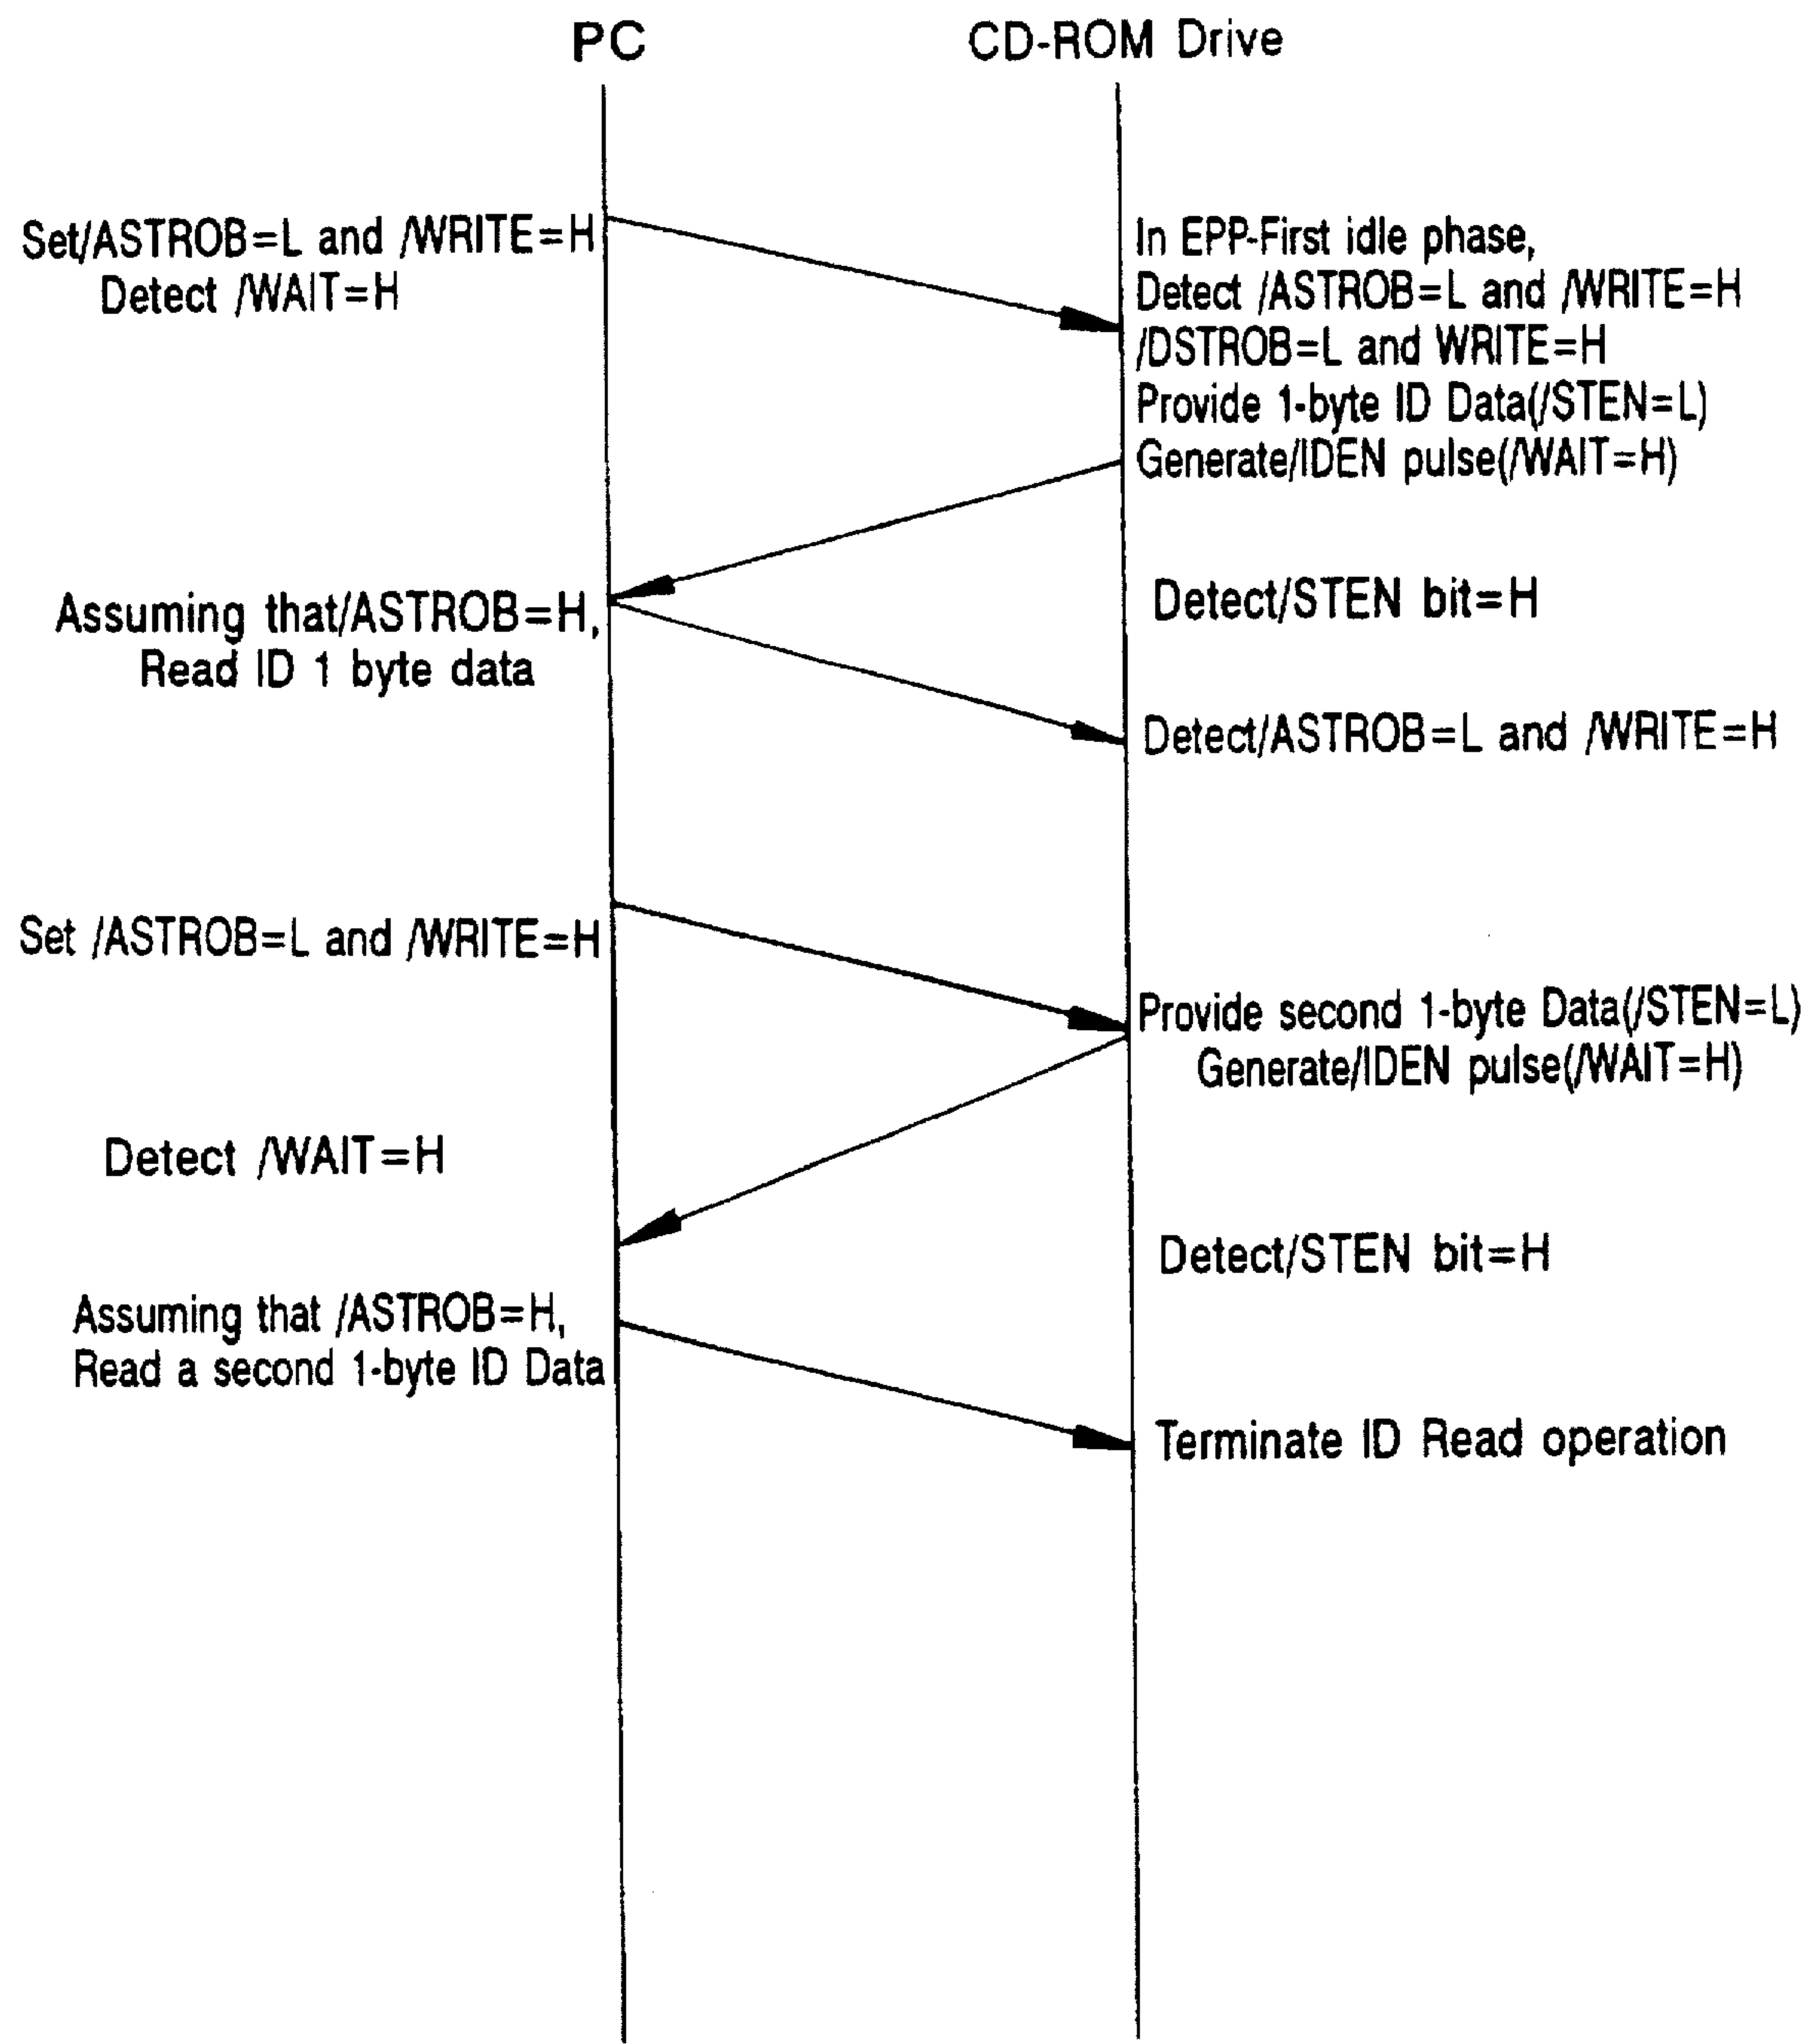 PC
CD-ROM Drive
Set/ASTROB=L and /WRITE=H
Detect /WAIT=H
In EPP-First idle phase,
Detect /ASTROB=L and /WRITE=H
/DSTROB=L and WRITE=H
Provide 1-byte ID Data(/STEN=L)
Generate/IDEN pulse(/WAIT=H)
Assuming that/ASTROB=H,
Read ID 1 byte data
Detect/STEN bit=H
Detect/ASTROB=L and /WRITE=H
Set /ASTROB=L and /WRITE=H
Provide second 1-byte Data(/STEN=L)
Generate/IDEN pulse(/WAIT=H)
Detect /WAIT=H
Detect/STEN bit=H
Assuming that /ASTROB=H,
Read a second 1-byte ID Data
Terminate ID Read operation